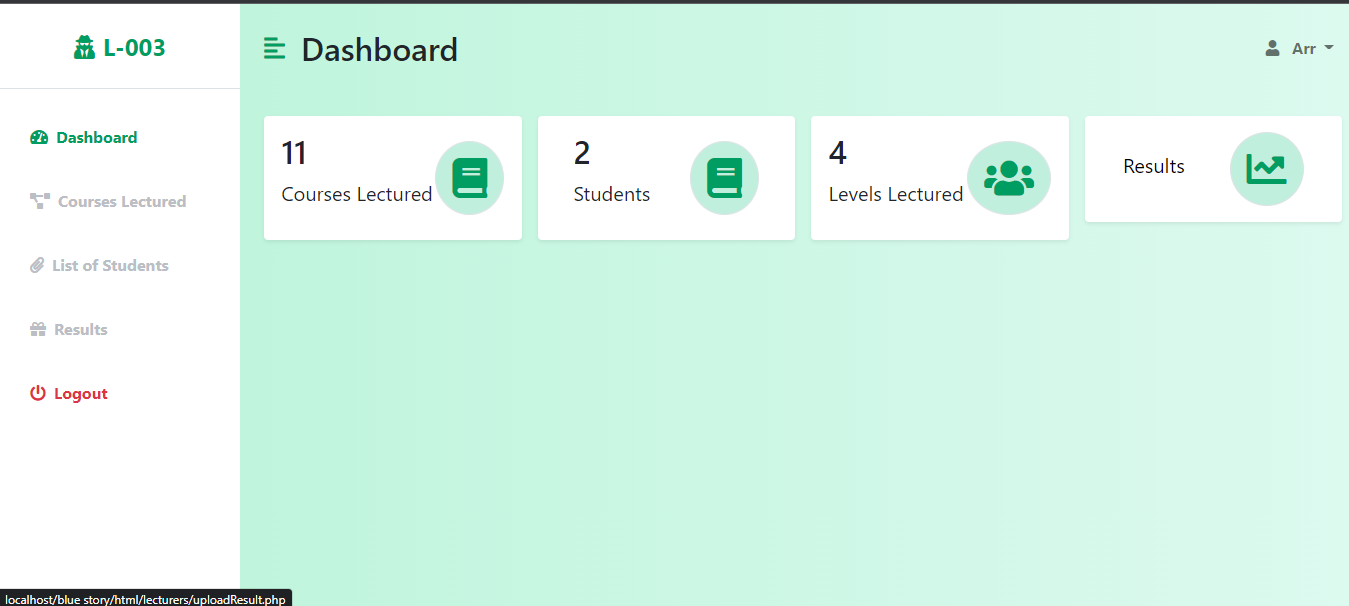 L-003
Dashboard
Courses Lectured
List of Students
Results
Logout
Dashboard
Arr
11
Courses Lectured
2
Students
4
Levels Lectured
Results
localhost/blue story/html/lecturers/uploadResult.php